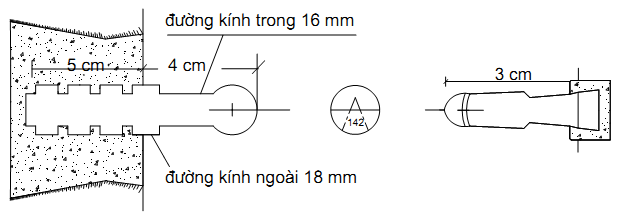 đường kính trong 16 mm
5 cm
4 cm
3 cm
142
đường kính ngoài 18 mm